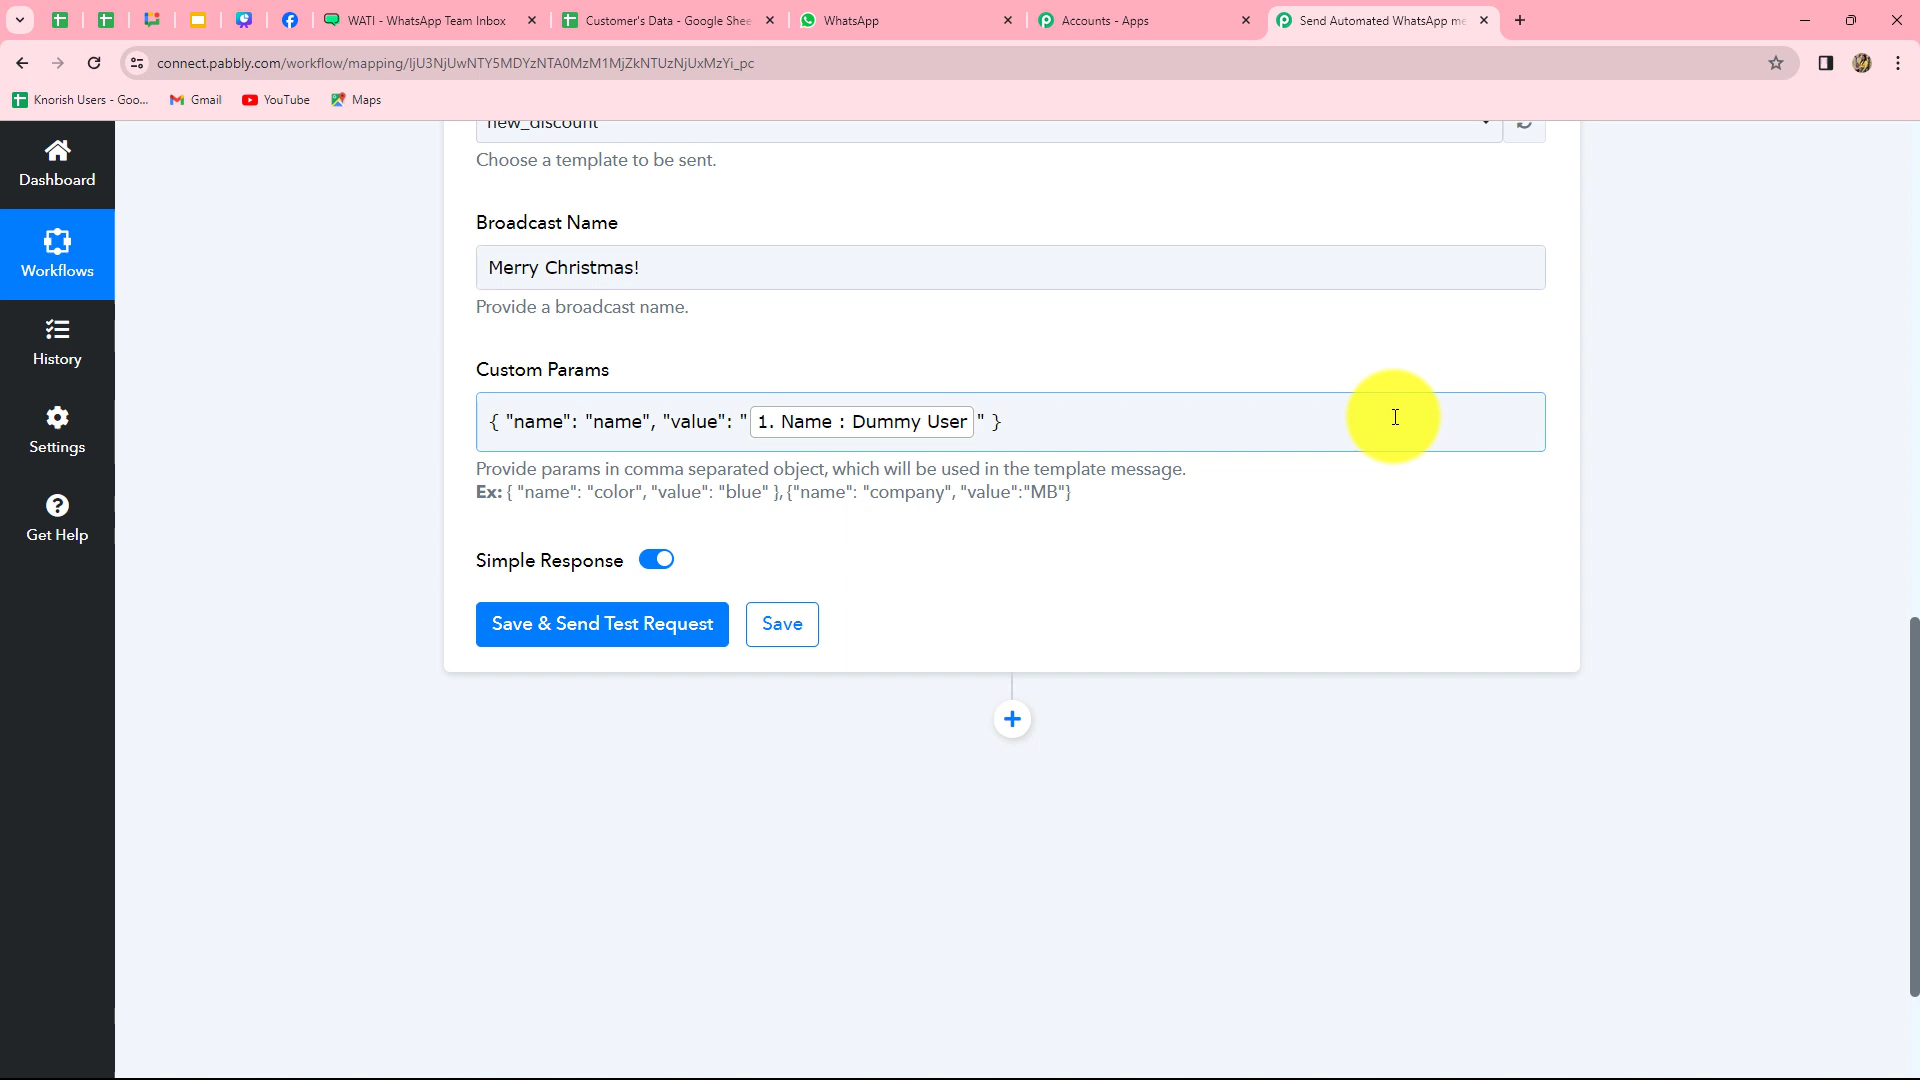 WATI - WhatsApp Team Inbox
Customer's Data - Google Shee
WhatsApp
Accounts - Apps
Send Automated WhatsApp me
connect.pabbly.com/workflow/mapping/IjU3NjUwNTY5MDYzNTA0MzM1MjZkNTUzNjUxMzYi_pc
Knorish Users - Goo...
Gmail
YouTube
Maps
Dashboard
Workflows
History
Settings
Get Help
new_discount
Choose a template to be sent.
Broadcast Name
Merry Christmas!
Provide a broadcast name.
Custom Params
{ "name": "name", "value": " 1. Name : Dummy User " }
Provide params in comma separated object, which will be used in the template message.
Ex: { "name": "color", "value": "blue" },{"name": "company", "value":"MB"}
Simple Response
Save & Send Test Request
Save